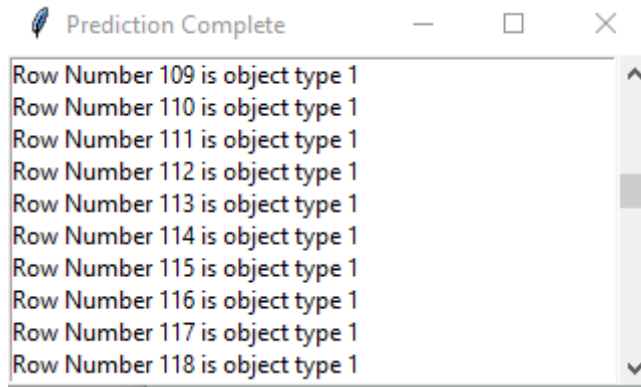 Prediction Complete
Row Number 109 is object type 1
Row Number 110 is object type 1
Row Number 111 is object type 1
Row Number 112 is object type 1
Row Number 113 is object type 1
Row Number 114 is object type 1
Row Number 115 is object type 1
Row Number 116 is object type 1
Row Number 117 is object type 1
Row Number 118 is object type 1